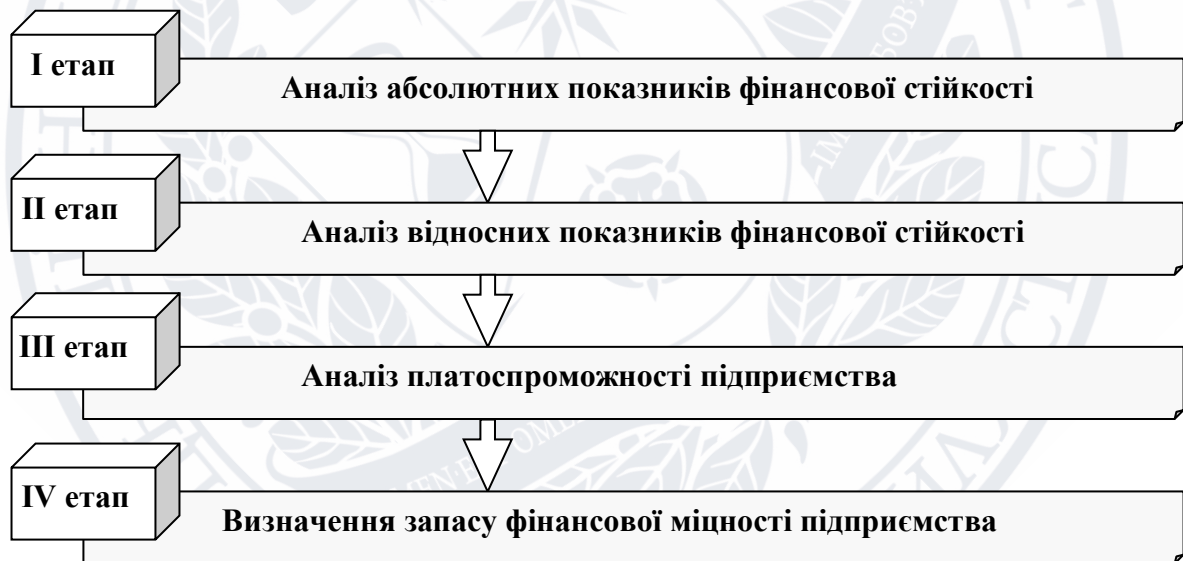 І етап
Аналіз абсолютних показників фінансової стійкості
ІІ етап
Аналіз відносних показників фінансової стійкості
ІІІ етап
Аналіз платоспроможності підприємства
IV етап
Визначення запасу фінансової міцності підприємства